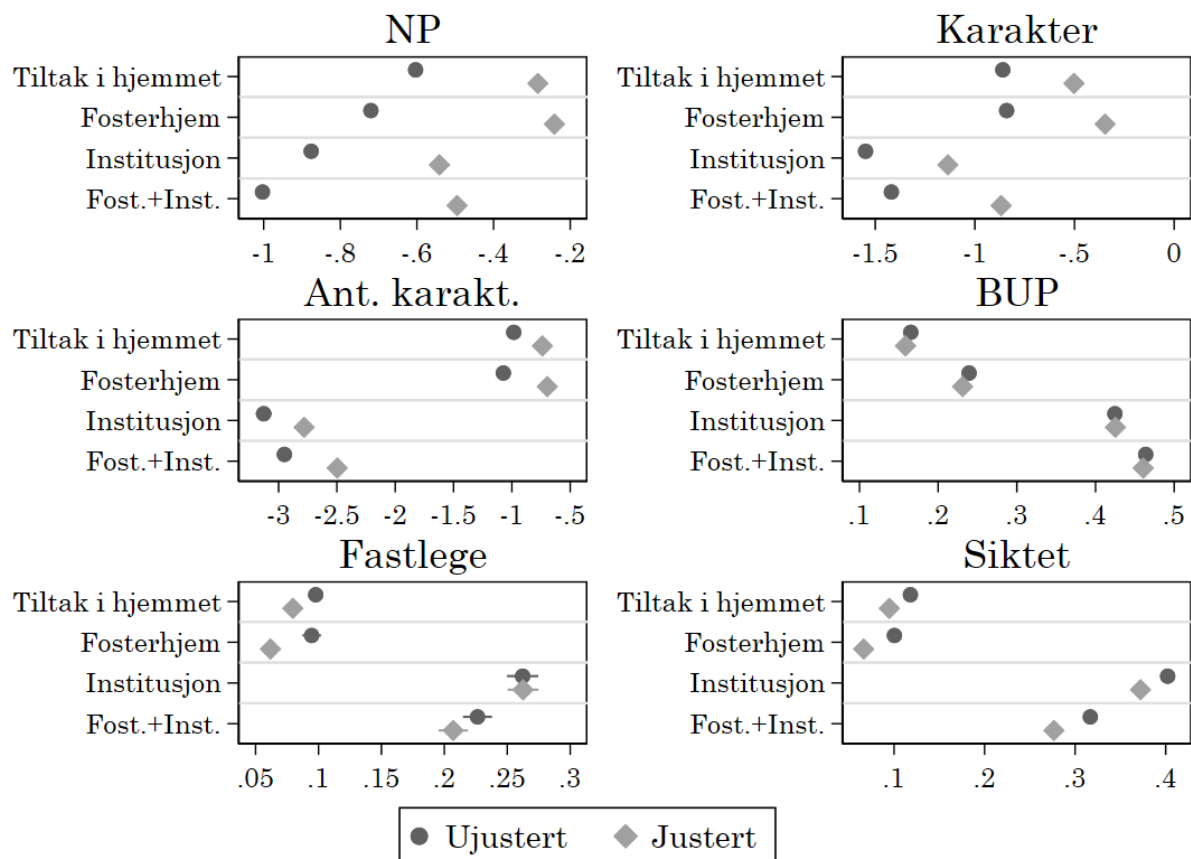 NP
Tiltak i hjemmet
Fosterhjem
Institusjon
Fost.+Inst.
-1 -.8 -.6 -.4 -.2
Karakter
Tiltak i hjemmet
Fosterhjem
Institusjon
Fost.+Inst.
-1.5 -1 -.5 0
Ant. karakt.
Tiltak i hjemmet
Fosterhjem
Institusjon
Fost.+Inst.
-3 -2.5 -2 -1.5 -1 -.5
BUP
Tiltak i hjemmet
Fosterhjem
Institusjon
Fost.+Inst.
.1 .2 .3 .4 .5
Fastlege
Tiltak i hjemmet
Fosterhjem
Institusjon
Fost.+Inst.
.05 .1 .15 .2 .25 .3
Siktet
Tiltak i hjemmet
Fosterhjem
Institusjon
Fost.+Inst.
.1 .2 .3 .4
Ujustert Justert